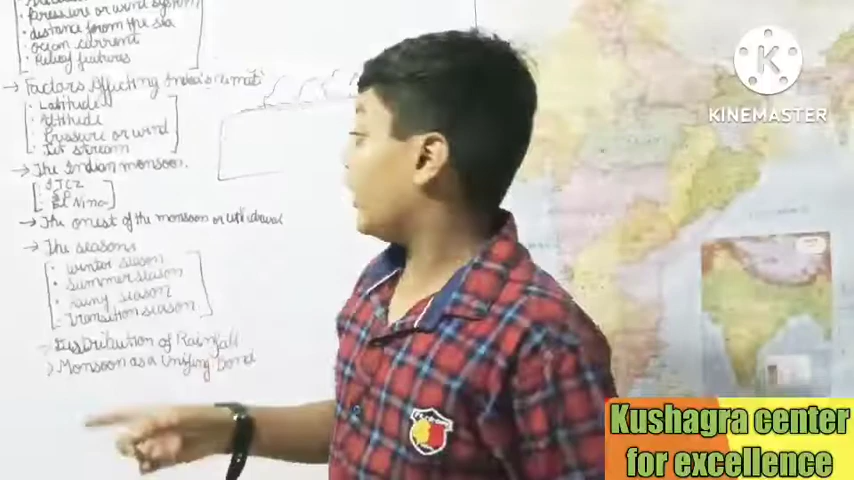 • Pressure or wind system
• distance from the sea
• ocean current
• Relief features
→ Factors Affecting India's climate
• Latitude
• Altitude
• Pressure or wind
• Jet stream
→ The Indian monsoon.
• ITCZ
• El Nino
→ The onest of the monsoon or withdrawal
→ The seasons
• winter season
• summer season
• rainy season
• Transition season
Distribution of Rainfall
Monsoon as a Unifing Bond
K
KINEMASTER
Kushagra center
for excellence